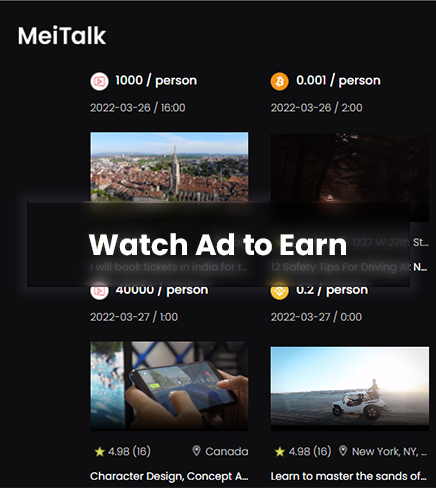 MeiTalk
1000 / person
0.001 / person
2022-03-26 / 16:00
2022-03-26 / 2:00
1227 W 27th St...
Watch Ad to Earn
I will book tickets in India for t...
12 Safety Tips For Driving At N...
40000 / person
0.2 / person
2022-03-27 / 1:00
2022-03-27 / 0:00
4.98 (16)
Canada
4.98 (16)
New York, NY, ...
Character Design, Concept A...
Learn to master the sands of...